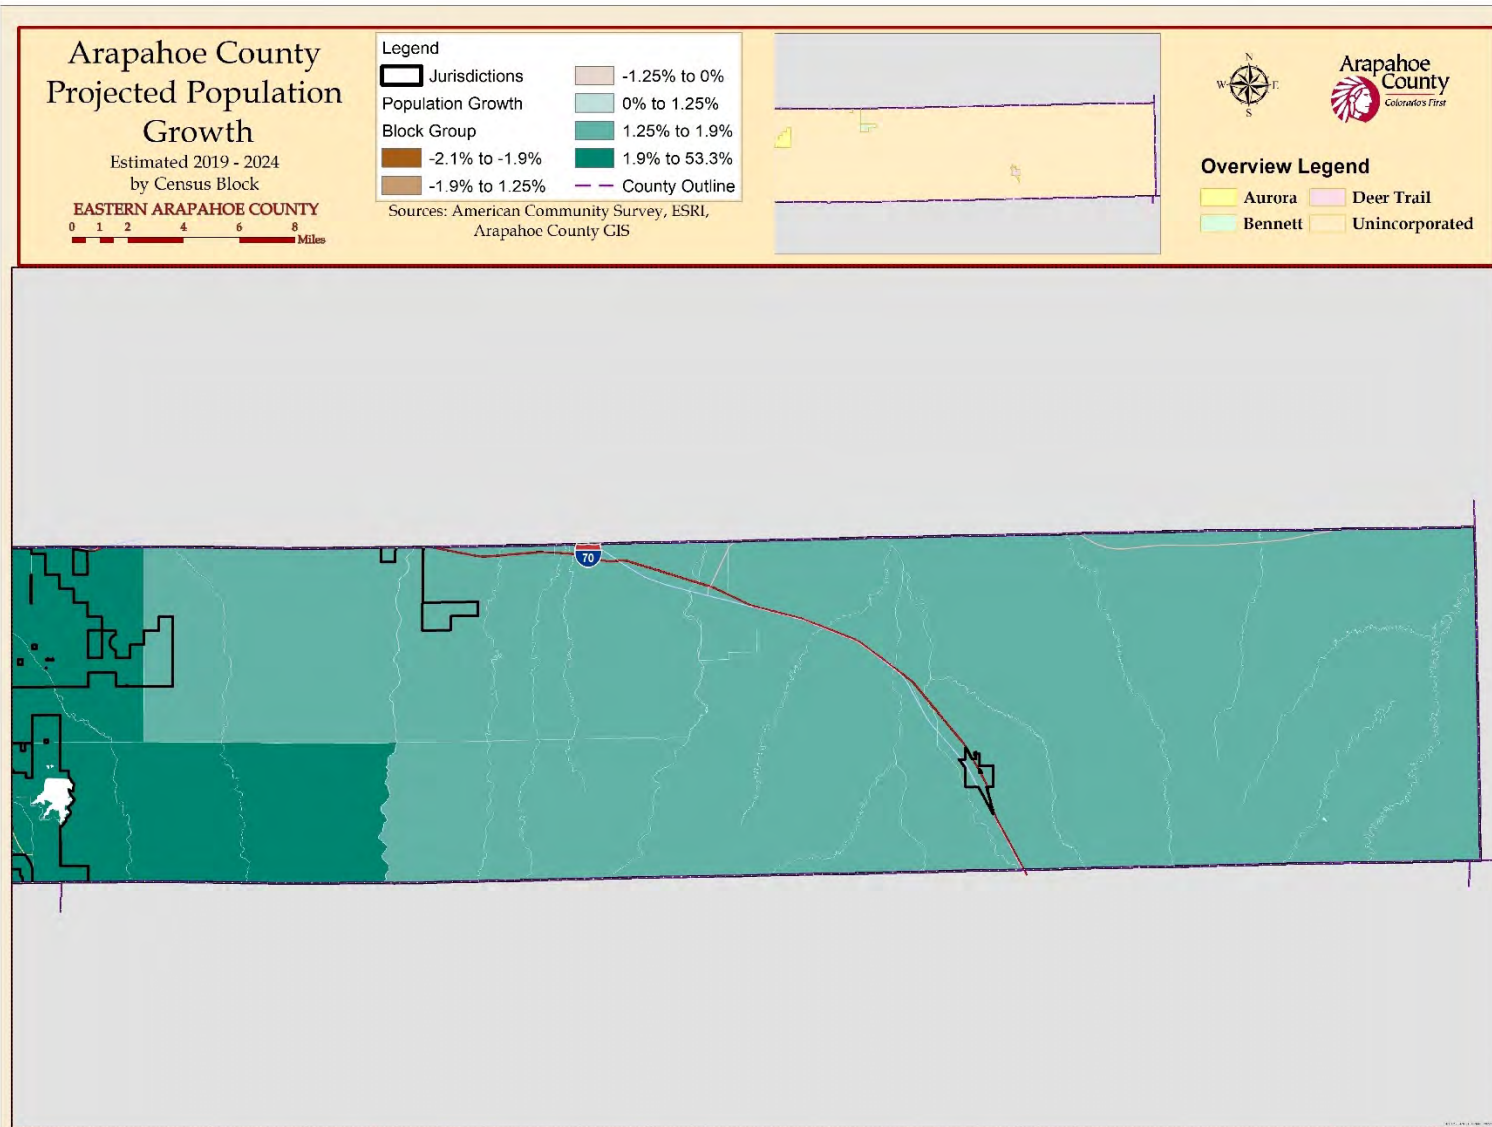 Arapahoe County
Projected Population
Growth
Estimated 2019 - 2024
by Census Block
EASTERN ARAPAHOE COUNTY
0 1 2 4 6 8
Miles
Legend
Jurisdictions
Population Growth
Block Group
-2.1% to -1.9%
-1.9% to 1.25%
-1.25% to 0%
0% to 1.25%
1.25% to 1.9%
1.9% to 53.3%
County Outline
Sources: American Community Survey, ESRI,
Arapahoe County GIS
N
W E
S
Arapahoe
County
Colorado's First
Overview Legend
Aurora
Deer Trail
Bennett
Unincorporated
70